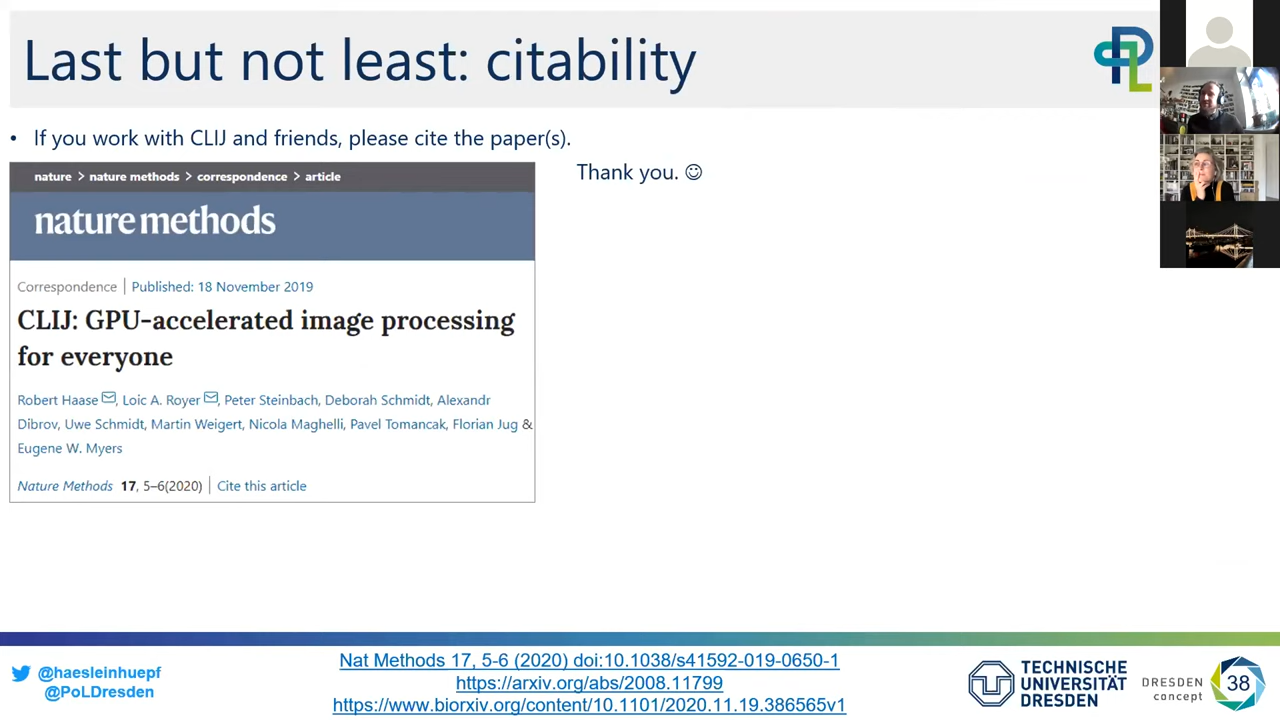 Last but not least: citability
• If you work with CLIJ and friends, please cite the paper(s).
Thank you. ☺
nature > nature methods > correspondence > article
nature methods
Correspondence | Published: 18 November 2019
CLIJ: GPU-accelerated image processing
for everyone
Robert Haase, Loic A. Royer, Peter Steinbach, Deborah Schmidt, Alexandr
Dibrov, Uwe Schmidt, Martin Weigert, Nicola Maghelli, Pavel Tomancak, Florian Jug &
Eugene W. Myers
Nature Methods 17, 5–6(2020) | Cite this article
@haesleinhuepf
@PoLDresden
Nat Methods 17, 5-6 (2020) doi:10.1038/s41592-019-0650-1
https://arxiv.org/abs/2008.11799
https://www.biorxiv.org/content/10.1101/2020.11.19.386565v1
TECHNISCHE
UNIVERSITÄT
DRESDEN
DRESDEN
concept
38